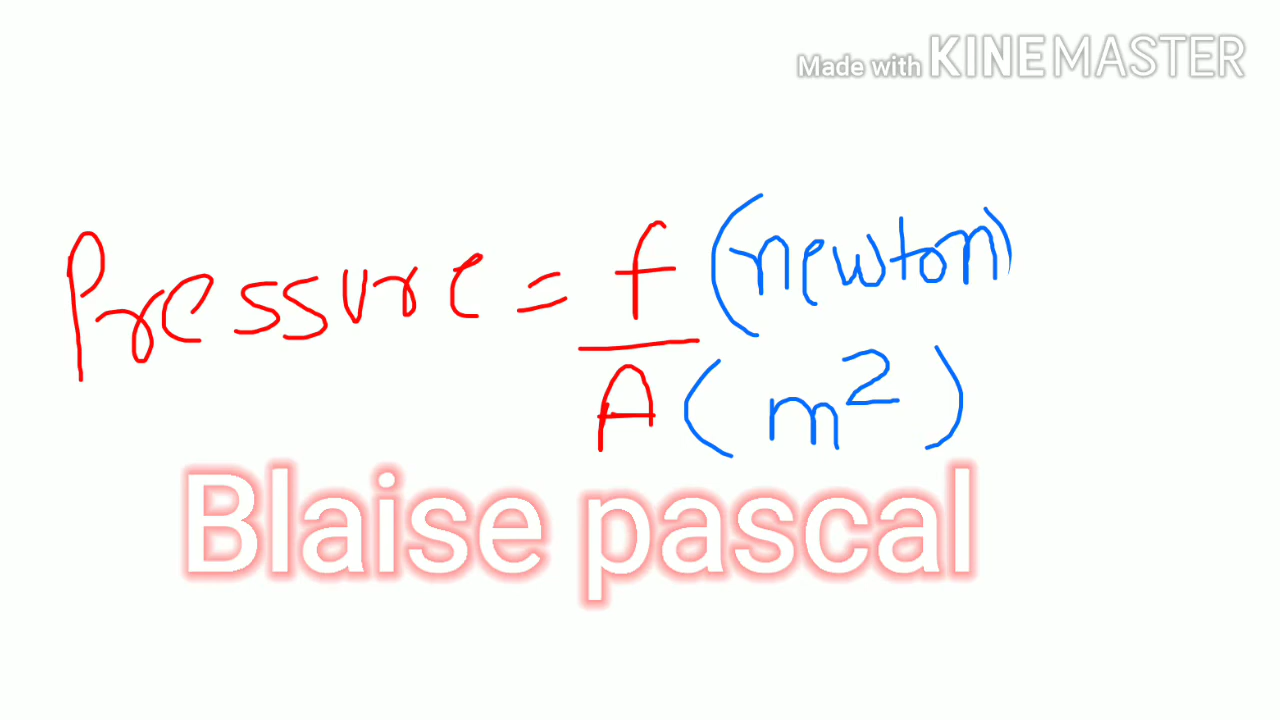 Made with KINEMASTER
Pressure = f (newton)
A (m²)
Blaise pascal